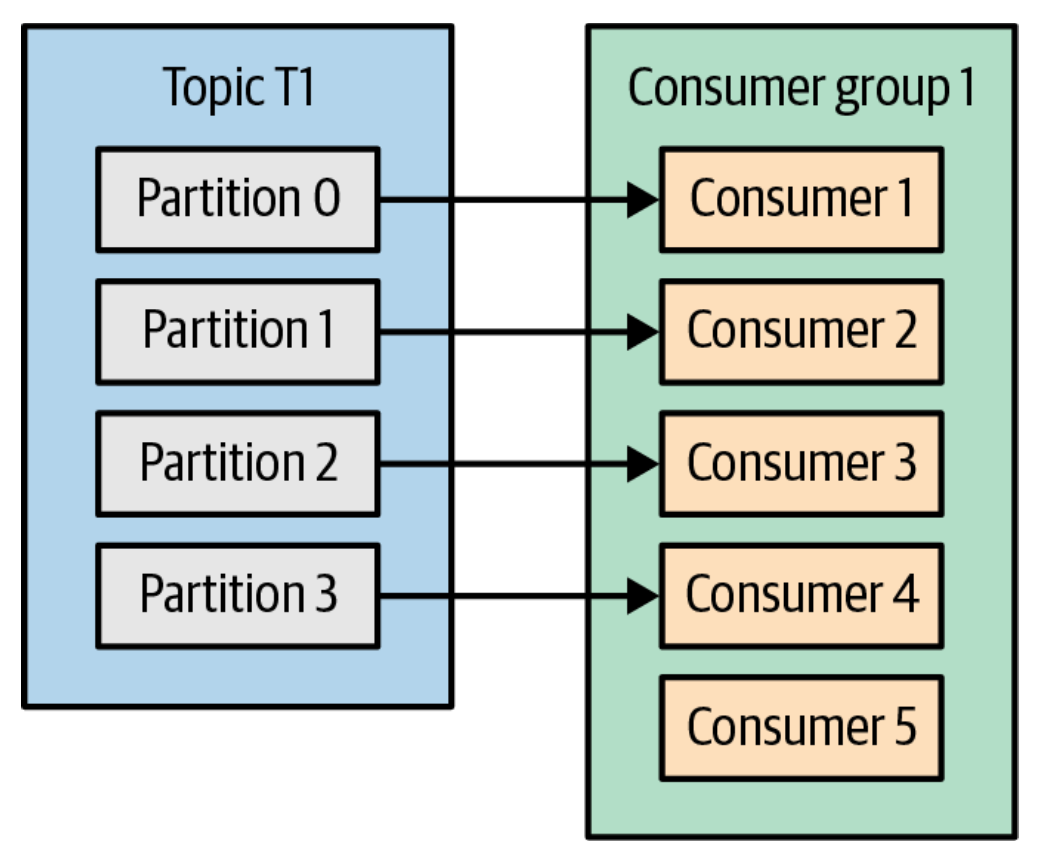 Topic T1
Partition 0
Partition 1
Partition 2
Partition 3
Consumer group 1
Consumer 1
Consumer 2
Consumer 3
Consumer 4
Consumer 5